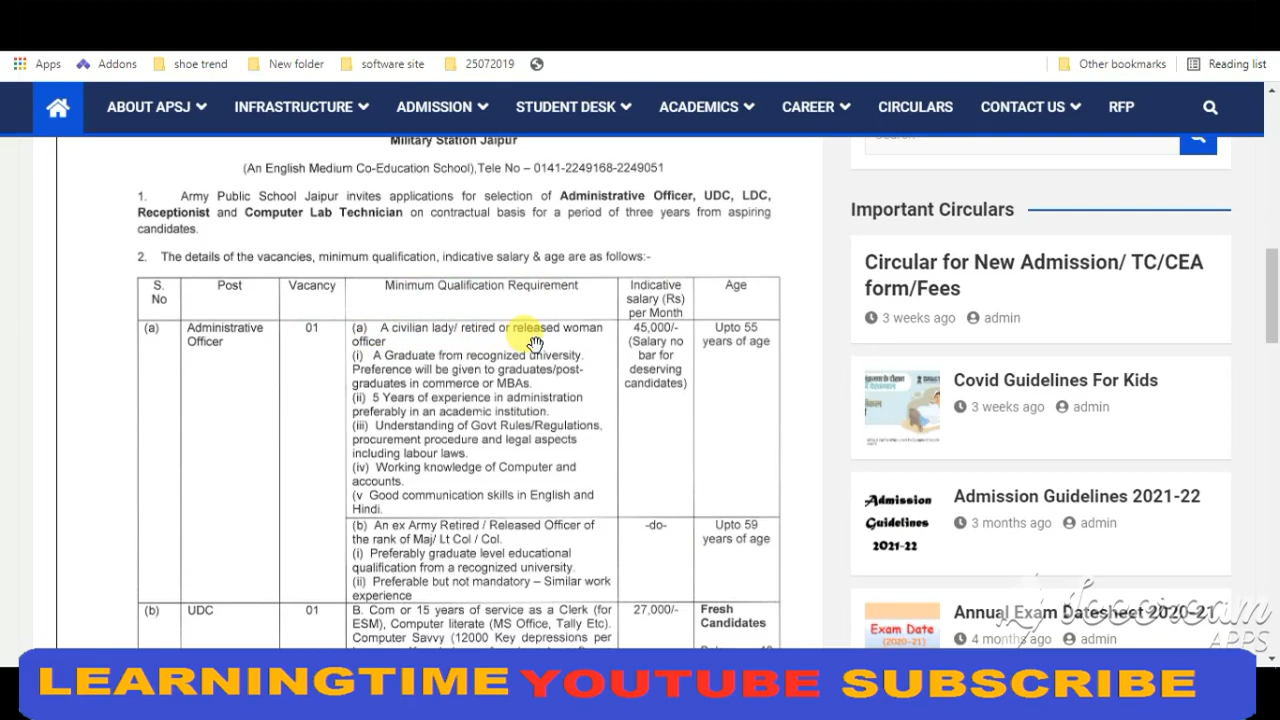 Apps Addons shoe trend New folder software site 25072019 Other bookmarks Reading list
ABOUT APSJ INFRASTRUCTURE ADMISSION STUDENT DESK ACADEMICS CAREER CIRCULARS CONTACT US RFP
Military Station Jaipur
(An English Medium Co-Education School),Tele No – 0141-2249168-2249051
1. Army Public School Jaipur invites applications for selection of Administrative Officer, UDC, LDC,
Receptionist and Computer Lab Technician on contractual basis for a period of three years from aspiring
candidates.
2. The details of the vacancies, minimum qualification, indicative salary & age are as follows:-
S.
No
Post
Vacancy
Minimum Qualification Requirement
Indicative
salary (Rs)
per Month
Age
(a)
Administrative
Officer
01
(a) A civilian lady/ retired or released woman
officer
(i) A Graduate from recognized university.
Preference will be given to graduates/post-
graduates in commerce or MBAs.
(ii) 5 Years of experience in administration
preferably in an academic institution.
(iii) Understanding of Govt Rules/Regulations,
procurement procedure and legal aspects
including labour laws.
(iv) Working knowledge of Computer and
accounts.
(v Good communication skills in English and
Hindi.
45,000/-
(Salary no
bar for
deserving
candidates)
Upto 55
years of age
(b) An ex Army Retired / Released Officer of
the rank of Maj/ Lt Col / Col.
(i) Preferably graduate level educational
qualification from a recognized university.
(ii) Preferable but not mandatory – Similar work
experience
-do-
Upto 59
years of age
(b)
UDC
01
B. Com or 15 years of service as a Clerk (for
ESM), Computer literate (MS Office, Tally Etc).
Computer Savvy (12000 Key depressions per
27,000/-
Fresh
Candidates
Important Circulars
Circular for New Admission/ TC/CEA
form/Fees
3 weeks ago admin
Covid Guidelines For Kids
3 weeks ago admin
Admission
Guidelines
2021-22
Admission Guidelines 2021-22
3 months ago admin
Exam Date
(2020-21)
Annual Exam Datesheet 2020-21
4 months ago admin
APPS
LEARNINGTIME YOUTUBE SUBSCRIBE